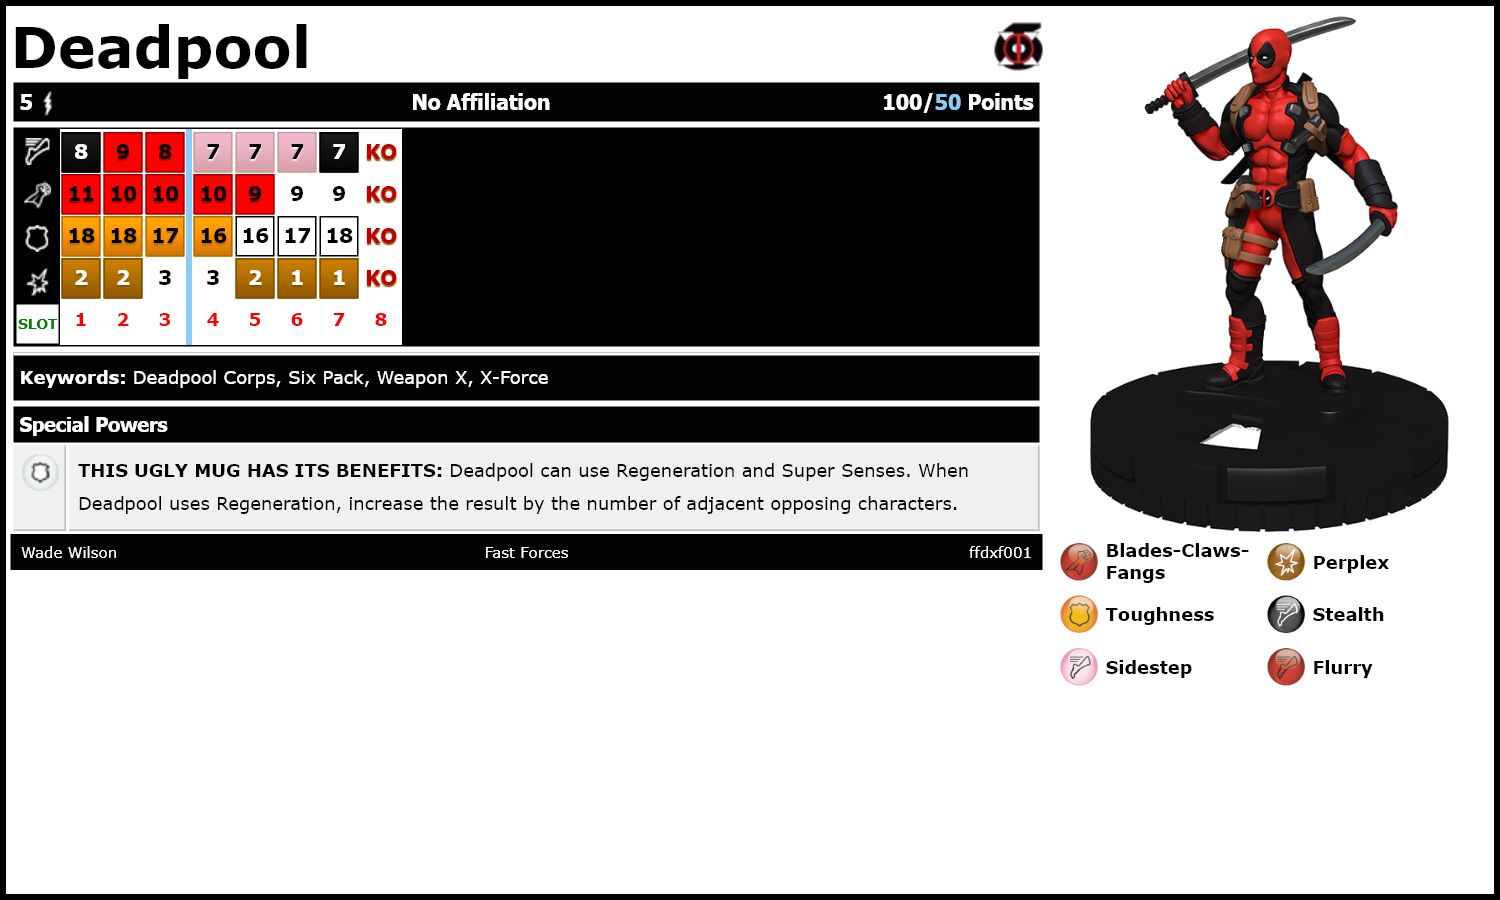 Deadpool
5 No Affiliation 100/50 Points
8 9 8 7 7 7 7 KO
11 10 10 10 9 9 9 KO
18 18 17 16 16 17 18 KO
2 2 3 3 2 1 1 KO
SLOT 1 2 3 4 5 6 7 8
Keywords: Deadpool Corps, Six Pack, Weapon X, X-Force
Special Powers
THIS UGLY MUG HAS ITS BENEFITS: Deadpool can use Regeneration and Super Senses. When
Deadpool uses Regeneration, increase the result by the number of adjacent opposing characters.
Wade Wilson Fast Forces ffdxf001
Blades-Claws-
Fangs
Perplex
Toughness
Stealth
Sidestep
Flurry